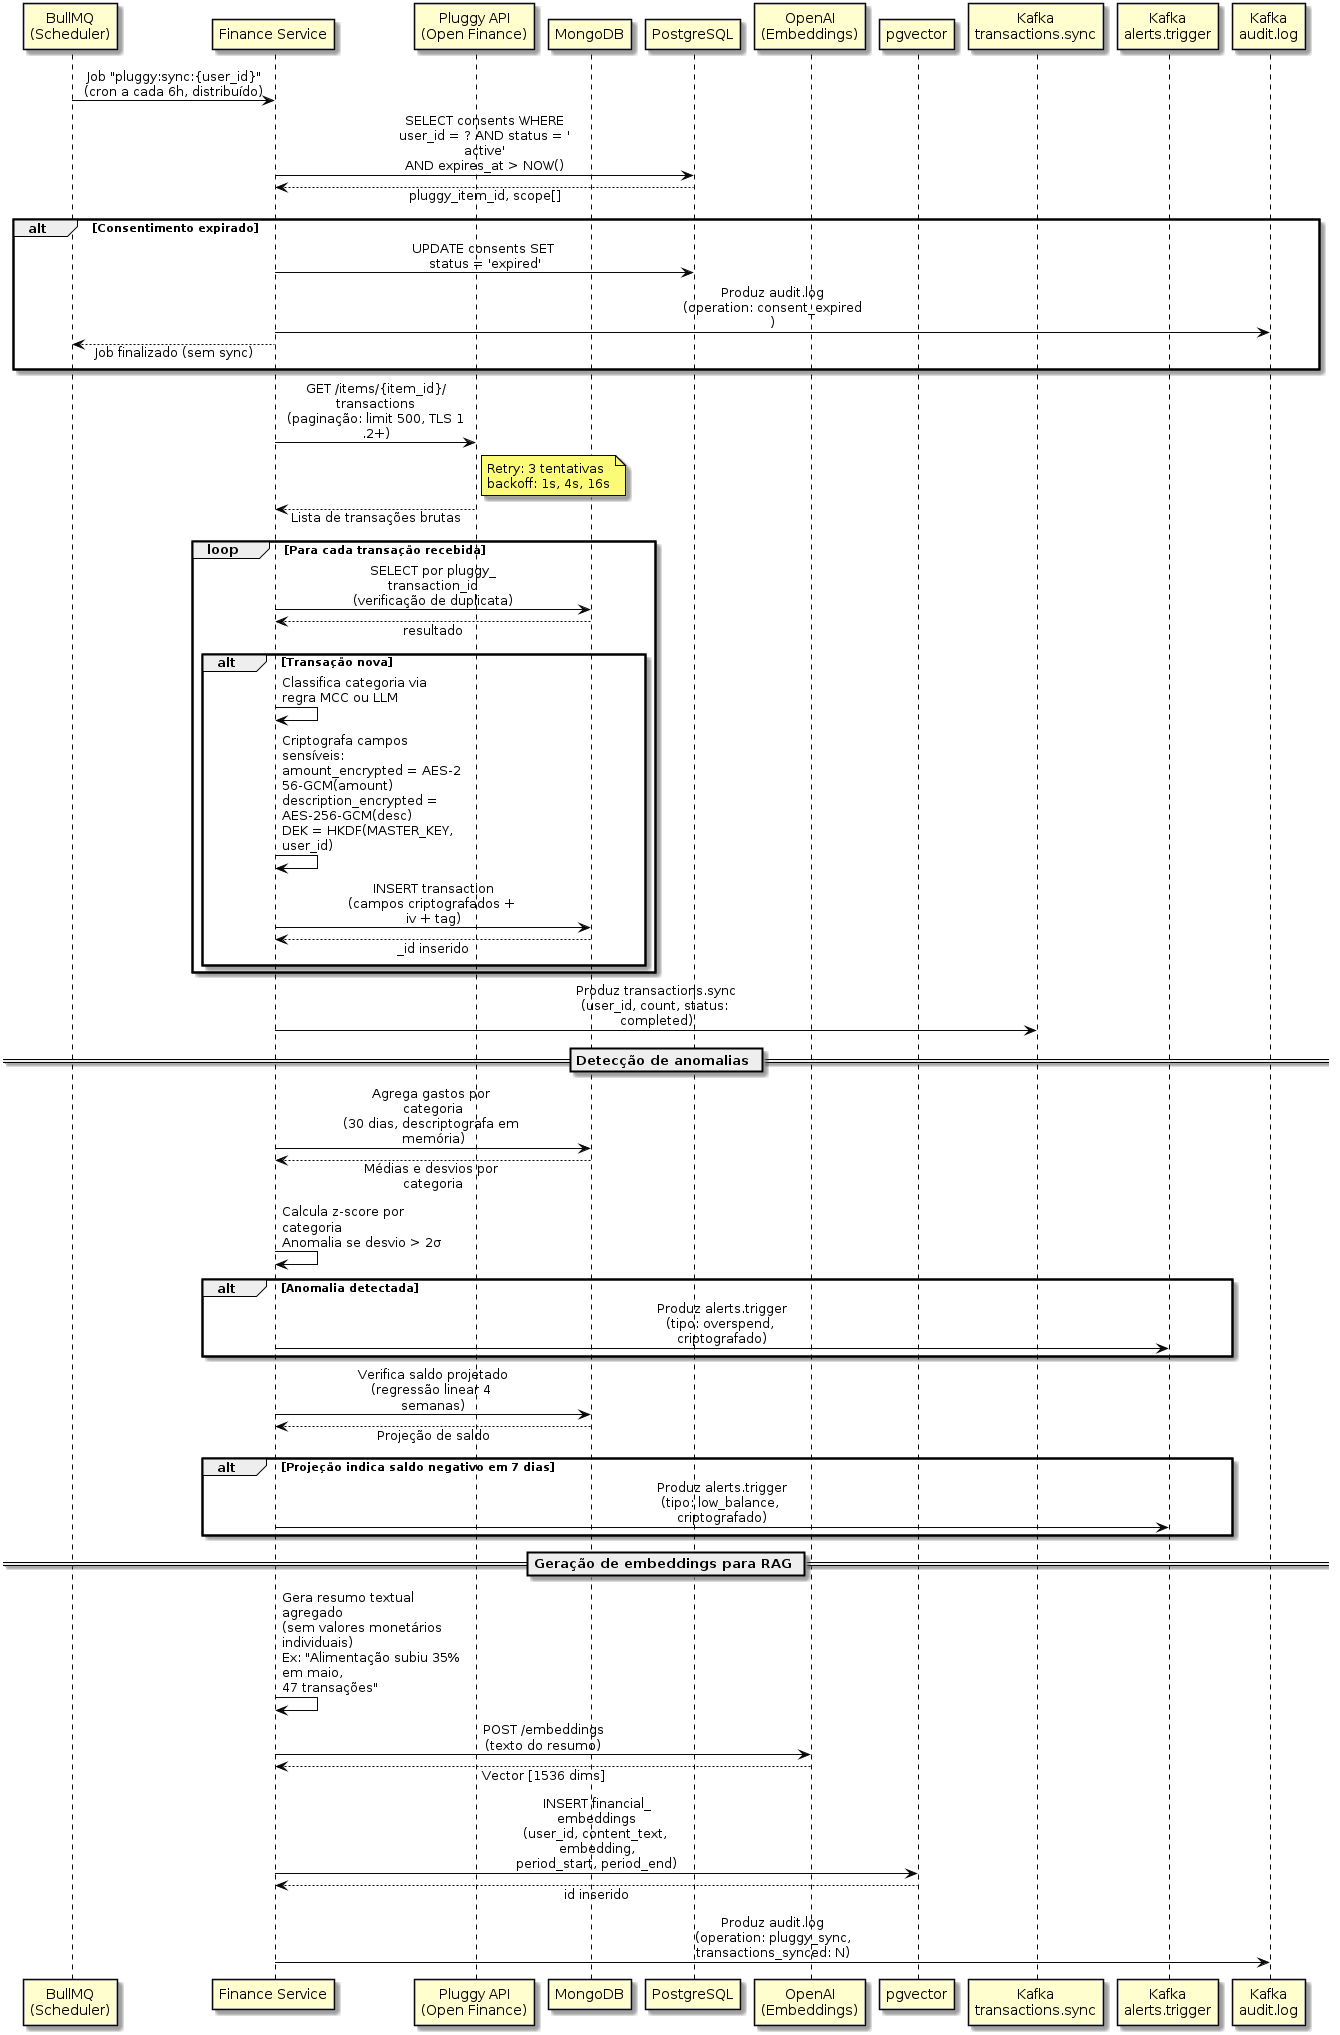 BullMQ
(Scheduler)
Finance Service
Pluggy API
(Open Finance)
MongoDB
PostgreSQL
OpenAI
(Embeddings)
pgvector
Kafka
transactions.sync
Kafka
alerts.trigger
Kafka
audit.log
Job "pluggy:sync:{user_id}"
(cron a cada 6h, distribuído)
SELECT consents WHERE
user_id = ? AND status = '
active'
AND expires_at > NOW()
pluggy_item_id, scope[]
alt [Consentimento expirado]
UPDATE consents SET
status = 'expired'
Produz audit.log
(operation: consent_expired
)
Job finalizado (sem sync)
GET /items/{item_id}/
transactions
(paginação: limit 500, TLS 1
.2+)
Retry: 3 tentativas
backoff: 1s, 4s, 16s
Lista de transações brutas
loop [Para cada transação recebida]
SELECT por pluggy_
transaction_id
(verificação de duplicata)
resultado
alt [Transação nova]
Classifica categoria via
regra MCC ou LLM
Criptografa campos
sensíveis:
amount_encrypted = AES-2
56-GCM(amount)
description_encrypted =
AES-256-GCM(desc)
DEK = HKDF(MASTER_KEY,
user_id)
INSERT transaction
(campos criptografados +
iv + tag)
_id inserido
Produz transactions.sync
(user_id, count, status:
completed)
Detecção de anomalias
Agrega gastos por
categoria
(30 dias, descriptografa em
memória)
Médias e desvios por
categoria
Calcula z-score por
categoria
Anomalia se desvio > 2σ
alt [Anomalia detectada]
Produz alerts.trigger
(tipo: overspend,
criptografado)
Verifica saldo projetado
(regressão linear 4
semanas)
Projeção de saldo
alt [Projeção indica saldo negativo em 7 dias]
Produz alerts.trigger
(tipo: low_balance,
criptografado)
Geração de embeddings para RAG
Gera resumo textual
agregado
(sem valores monetários
individuais)
Ex: "Alimentação subiu 35%
em maio,
47 transações"
POST /embeddings
(texto do resumo)
Vector [1536 dims]
INSERT financial_
embeddings
(user_id, content_text,
embedding,
period_start, period_end)
id inserido
Produz audit.log
(operation: pluggy_sync,
transactions_synced: N)
BullMQ
(Scheduler)
Finance Service
Pluggy API
(Open Finance)
MongoDB
PostgreSQL
OpenAI
(Embeddings)
pgvector
Kafka
transactions.sync
Kafka
alerts.trigger
Kafka
audit.log